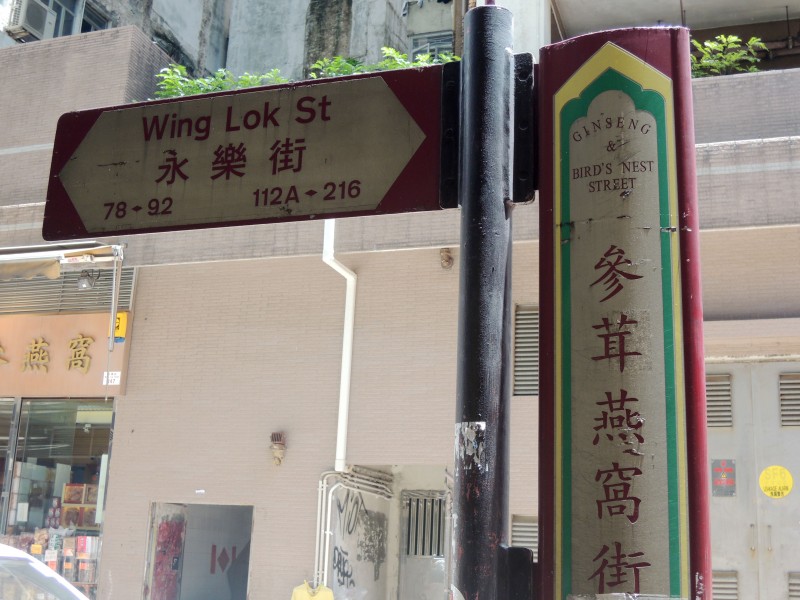 Wing Lok St
永樂街
78 92
112A 216
GINSENG
&
BIRD'S NEST
STREET
參茸燕窩街
燕窩